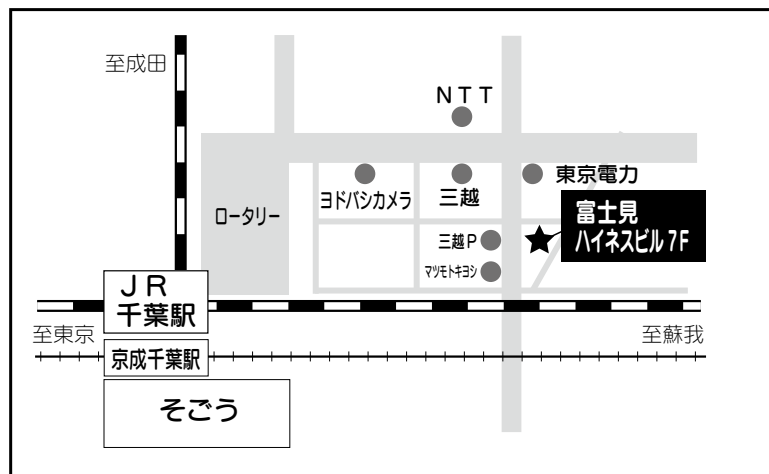 至成田
ＮＴＴ
ロータリー
ヨドバシカメラ
三越
東京電力
富士見
ハイネスビル7F
三越Ｐ
マツモトキヨシ
ＪＲ
千葉駅
至東京
至蘇我
京成千葉駅
そごう